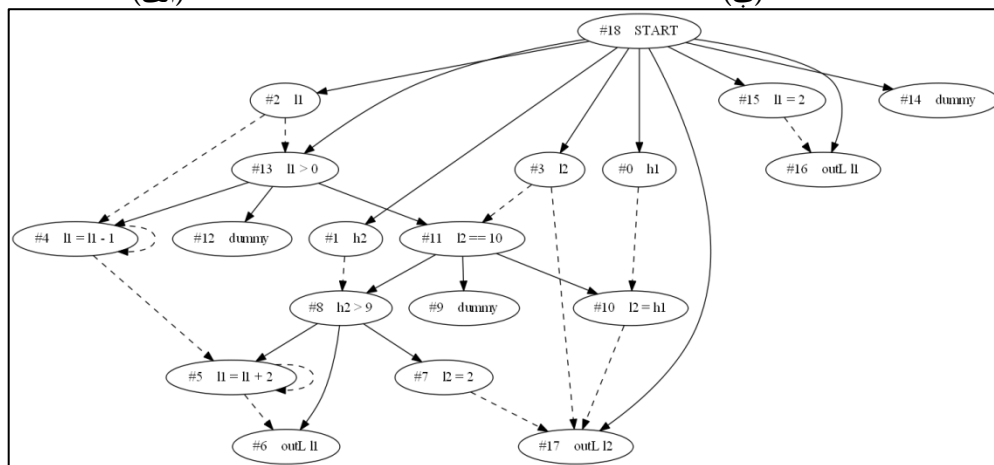 (الف) (ب)
#18 START
#2 l1
#15 l1 = 2
#14 dummy
#13 l1 > 0
#3 l2
#0 h1
#16 outL l1
#4 l1 = l1 - 1
#12 dummy
#1 h2
#11 l2 == 10
#8 h2 > 9
#9 dummy
#10 l2 = h1
#5 l1 = l1 + 2
#7 l2 = 2
#6 outL l1
#17 outL l2